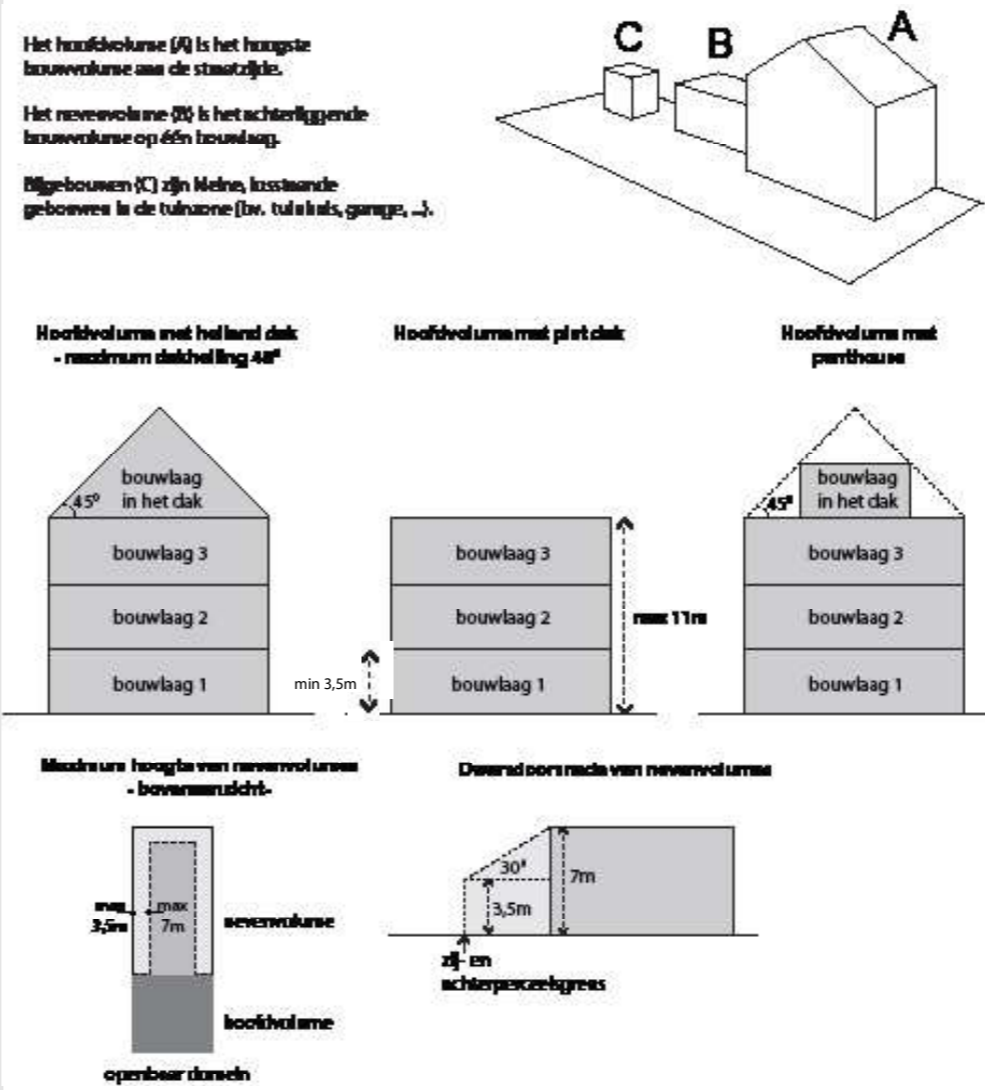 Het hoofdvolume (A) is het hoogste
bouwvolume aan de straatzijde.
Het nevenvolume (B) is het achterliggende
bouwvolume op één bouwlaag.
Bijgebouwen (C) zijn kleine, losstaande
gebouwen in de tuinzone (bv. tuinhuis, garage, ...).
C
B
A
Hoofdvolume met hellend dak
- maximum dakhelling
Hoofdvolume met plat dak
Hoofdvolume met
penthouse
bouwlaag
in het dak
45°
bouwlaag 3
bouwlaag 2
bouwlaag 1
min 3,5m
bouwlaag 3
bouwlaag 2
bouwlaag 1
max 11m
bouwlaag
in het dak
45°
bouwlaag 3
bouwlaag 2
bouwlaag 1
Maximum hoogte van nevenvolumes
- bovenaanzicht-
max
3,5m
max
7m
nevenvolume
hoofdvolume
openbaar domein
Dwarsdoorsnede van nevenvolumes
30°
7m
3,5m
zij- en
achterperceelsgrens